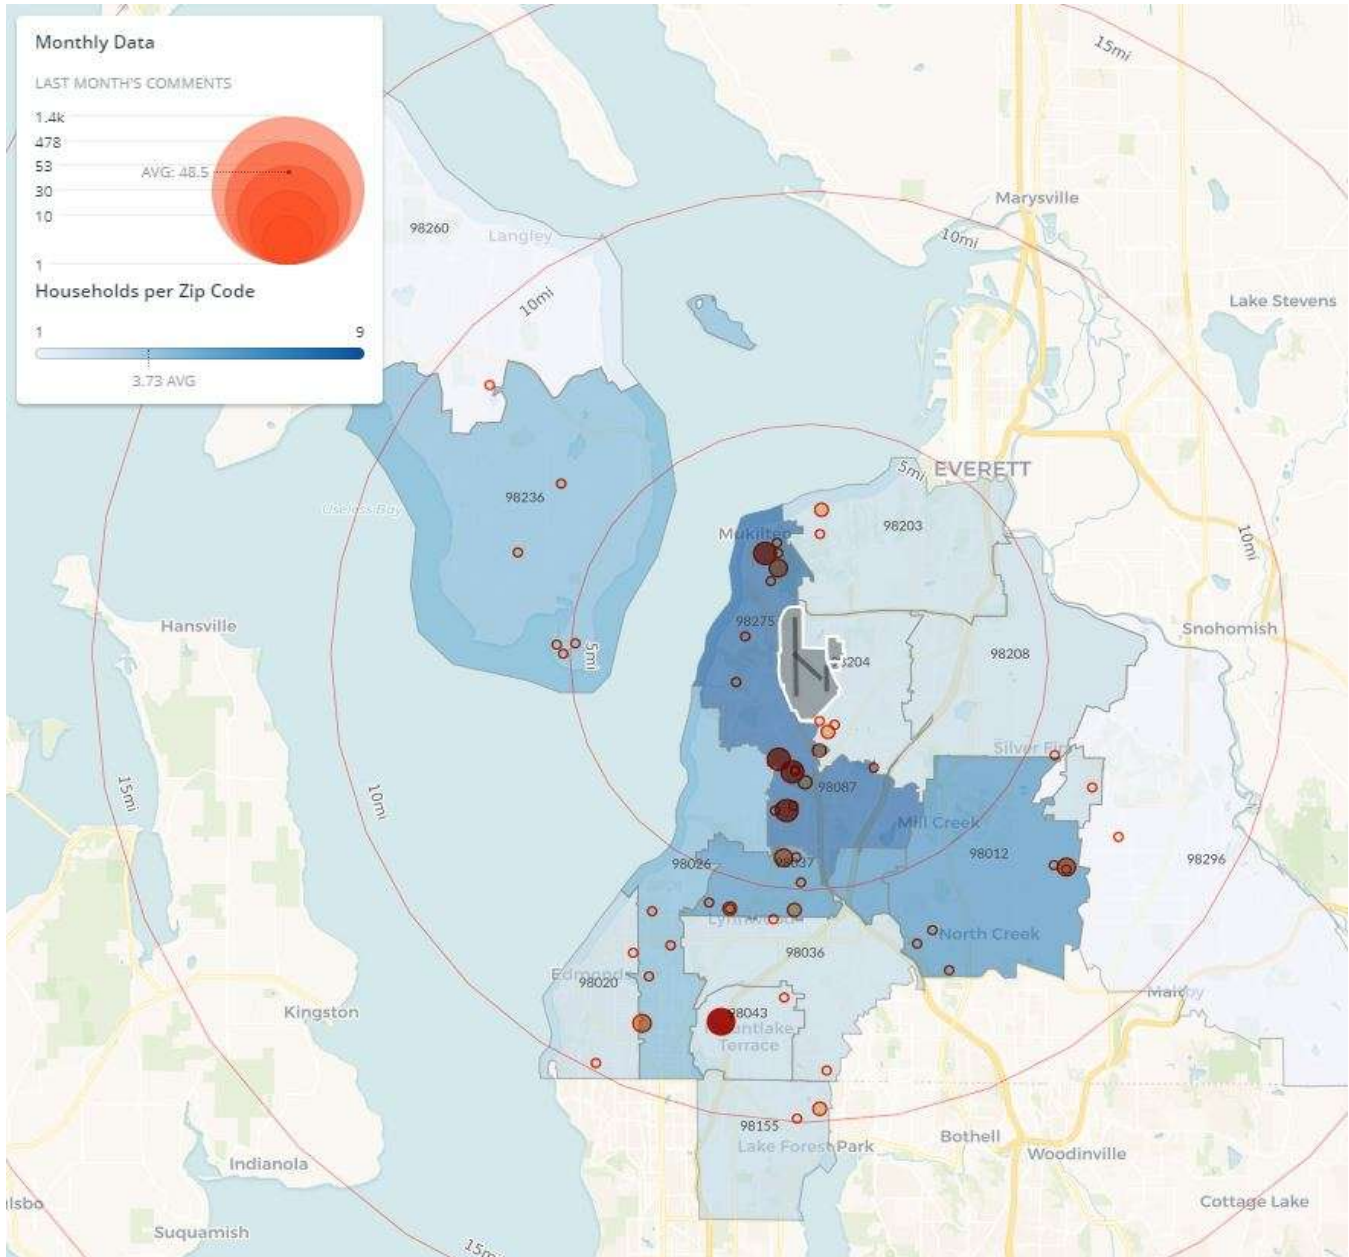 Monthly Data
LAST MONTH'S COMMENTS
1.4k
478
53
AVG: 48.5
30
10
1
Households per Zip Code
1
9
3.73 AVG
15mi
Marysville
98260
Langley
10mi
10mi
Lake Stevens
5mi
EVERETT
98236
Useless Bay
98203
Mukilteo
10mi
Hansville
98275
Snohomish
5mi
98208
Silver Firs
15mi
10mi
98087
Mill Creek
98026
98037
98012
98296
Lynnwood
North Creek
98036
Edmonds
98020
Maltby
Kingston
98043
Terrace
98155
Lake Forest Park
Bothell
Woodinville
Indianola
Cottage Lake
Suquamish
15mi